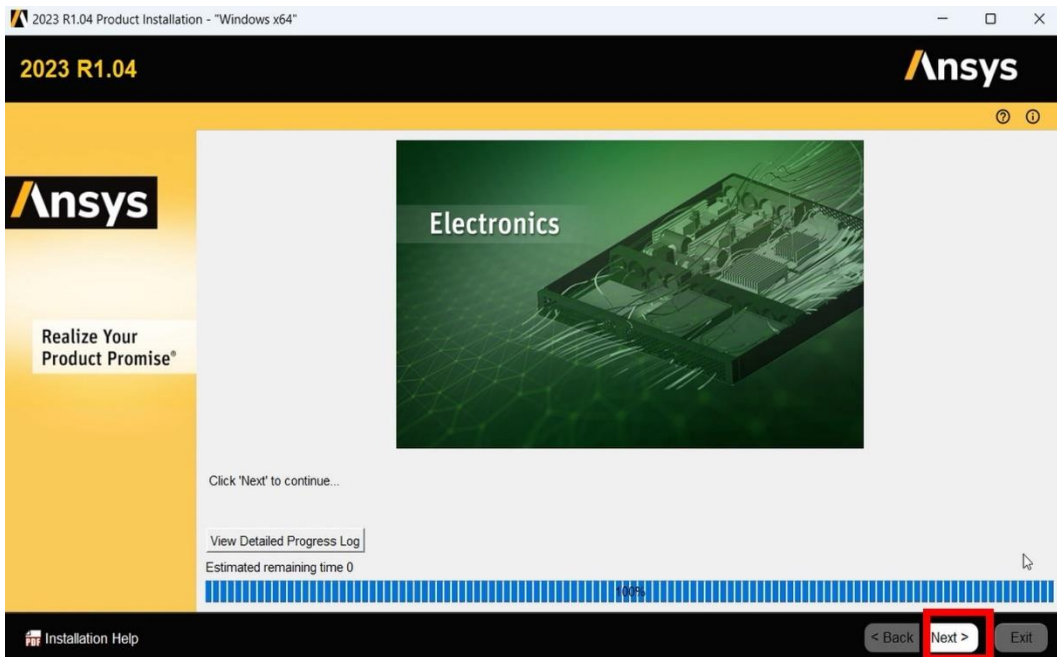 2023 R1.04 Product Installation - "Windows x64"
2023 R1.04
Ansys
Ansys
Electronics
Realize Your
Product Promise®
Click 'Next' to continue...
View Detailed Progress Log
Estimated remaining time 0
100%
PDF Installation Help
< Back Next > Exit